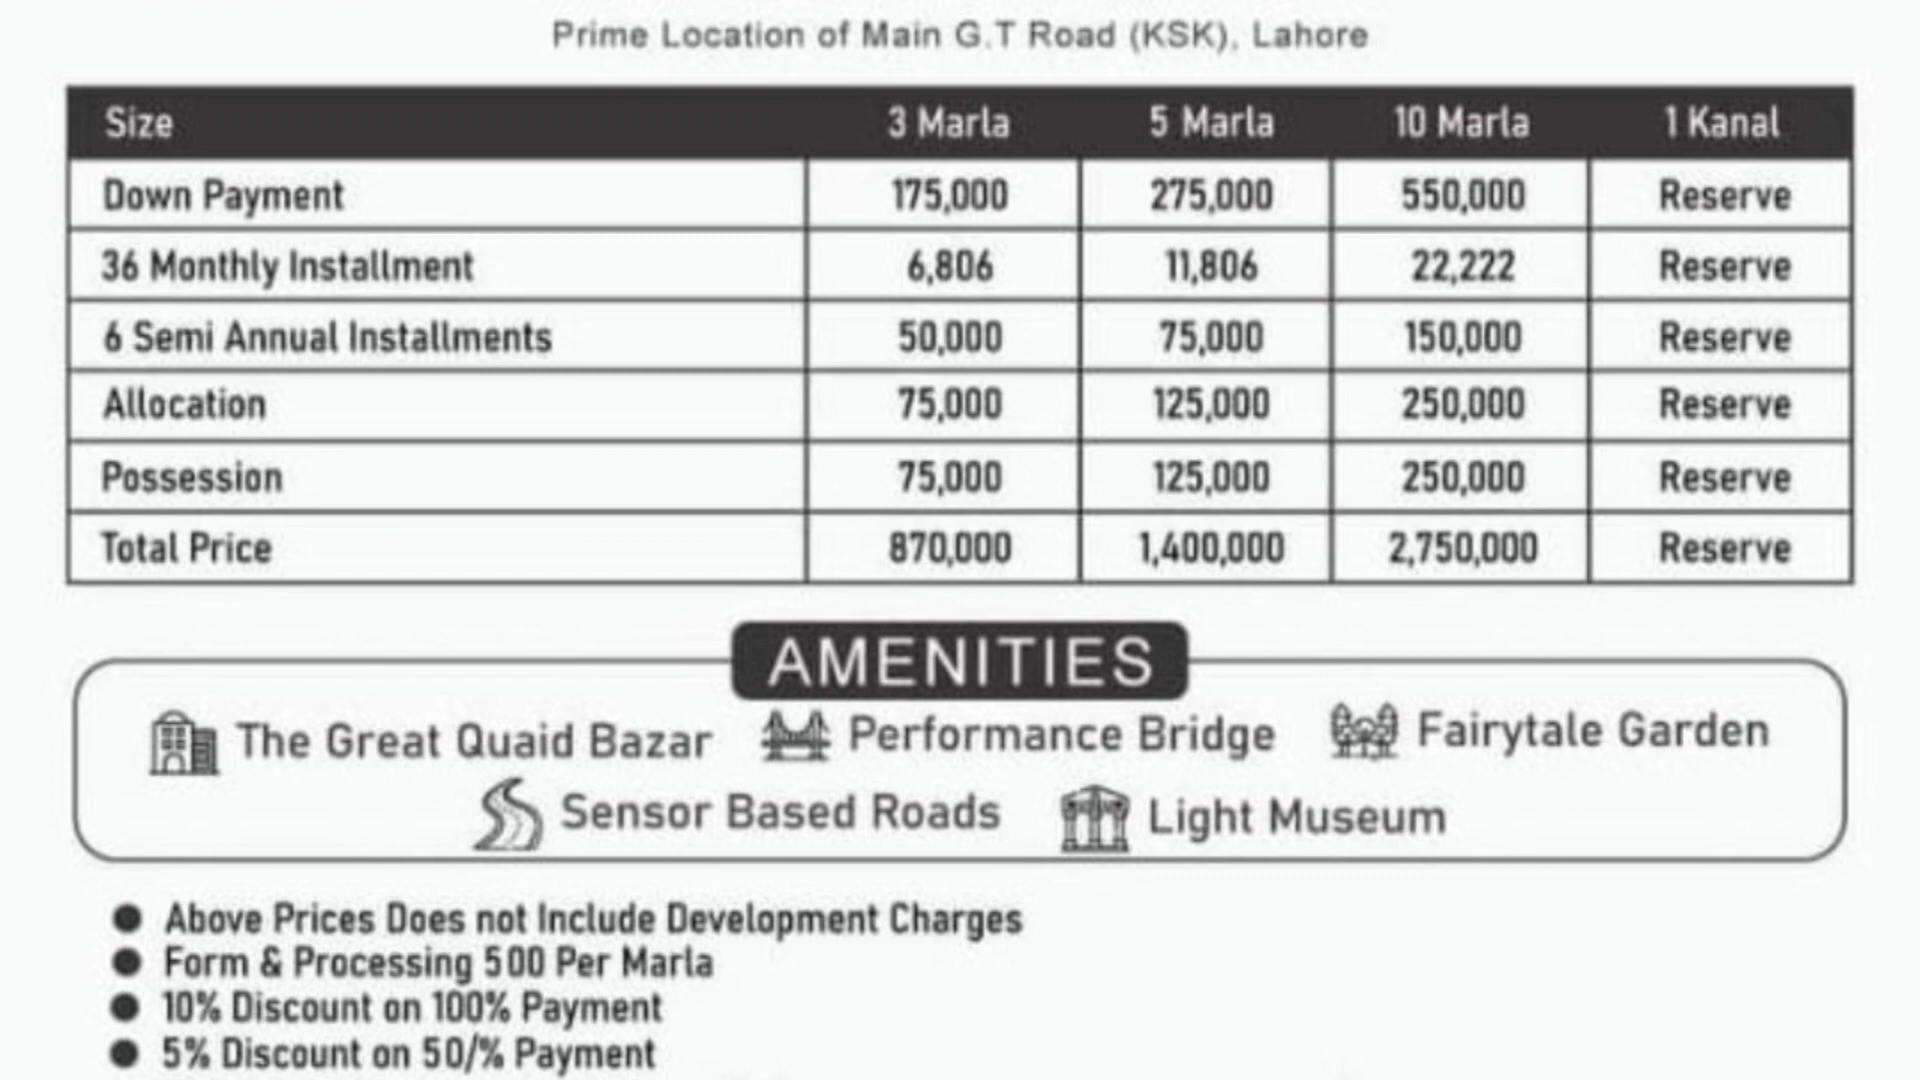 Prime Location of Main G.T Road (KSK), Lahore
Size 3 Marla 5 Marla 10 Marla 1 Kanal
Down Payment 175,000 275,000 550,000 Reserve
36 Monthly Installment 6,806 11,806 22,222 Reserve
6 Semi Annual Installments 50,000 75,000 150,000 Reserve
Allocation 75,000 125,000 250,000 Reserve
Possession 75,000 125,000 250,000 Reserve
Total Price 870,000 1,400,000 2,750,000 Reserve
AMENITIES
The Great Quaid Bazar Performance Bridge Fairytale Garden
Sensor Based Roads Light Museum
● Above Prices Does not Include Development Charges
● Form & Processing 500 Per Marla
● 10% Discount on 100% Payment
● 5% Discount on 50/% Payment